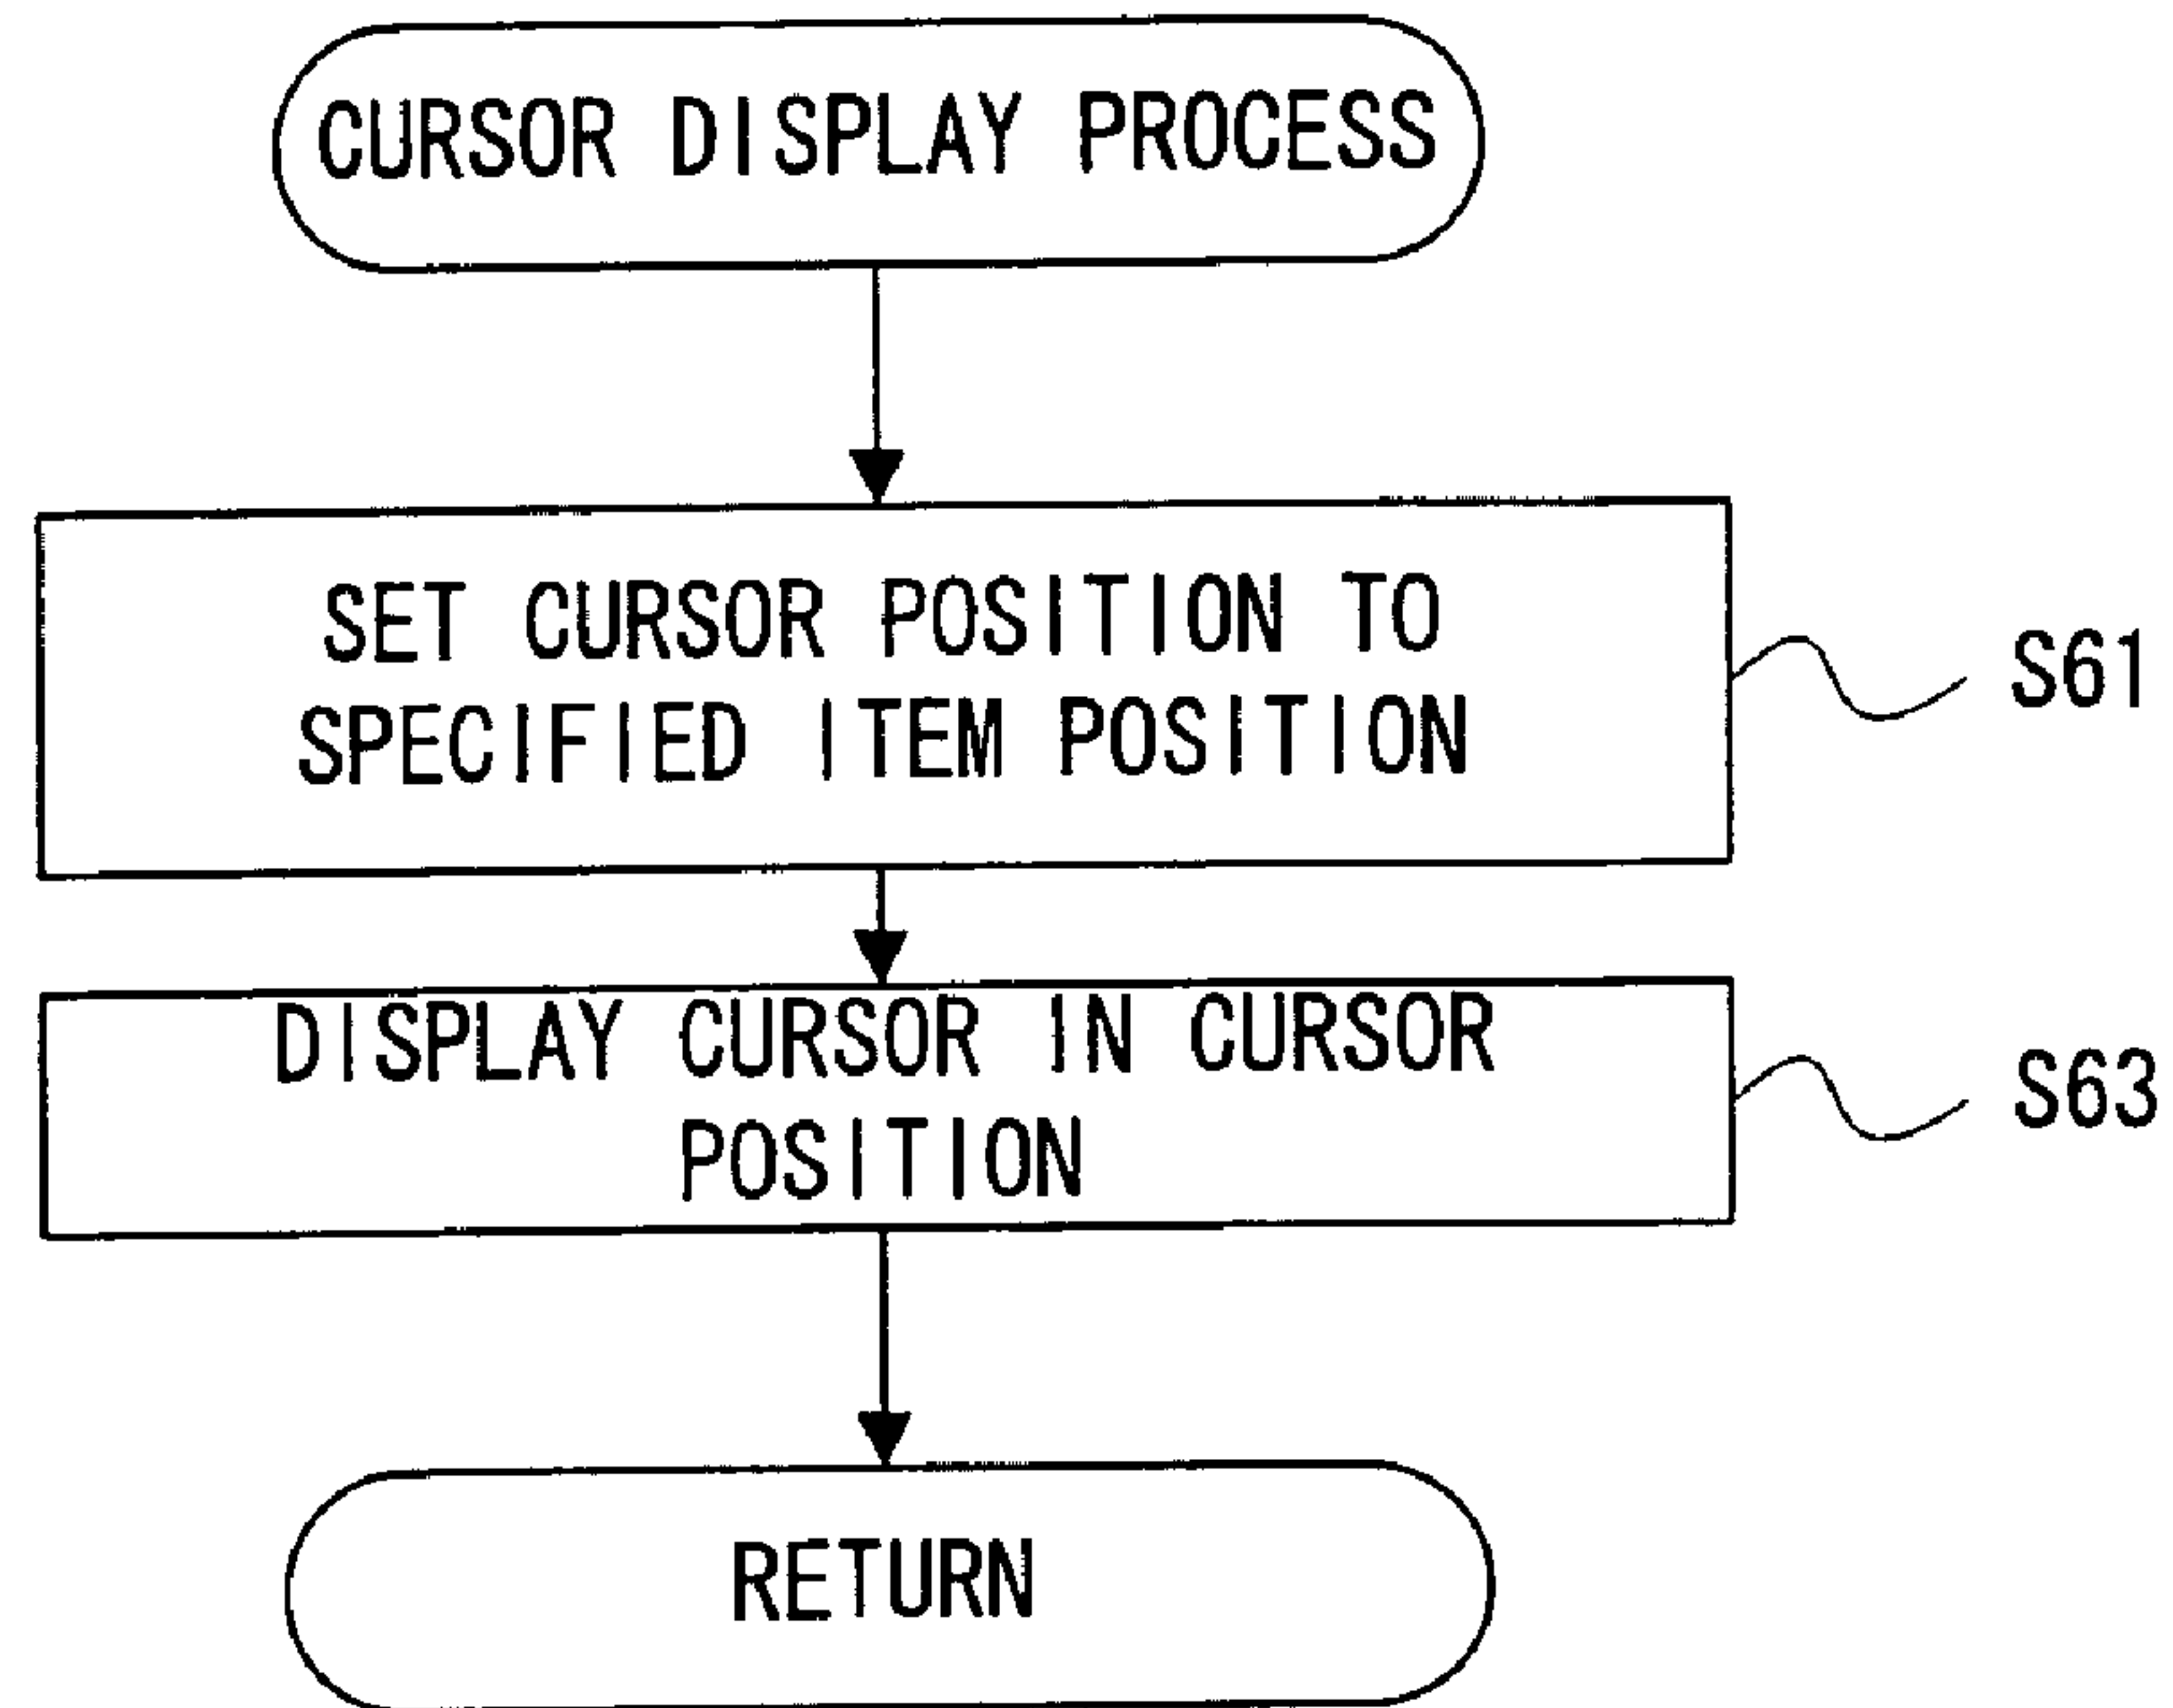 CURSOR DISPLAY PROCESS
SET CURSOR POSITION TO
SPECIFIED ITEM POSITION
S61
DISPLAY CURSOR IN CURSOR
POSITION
S63
RETURN